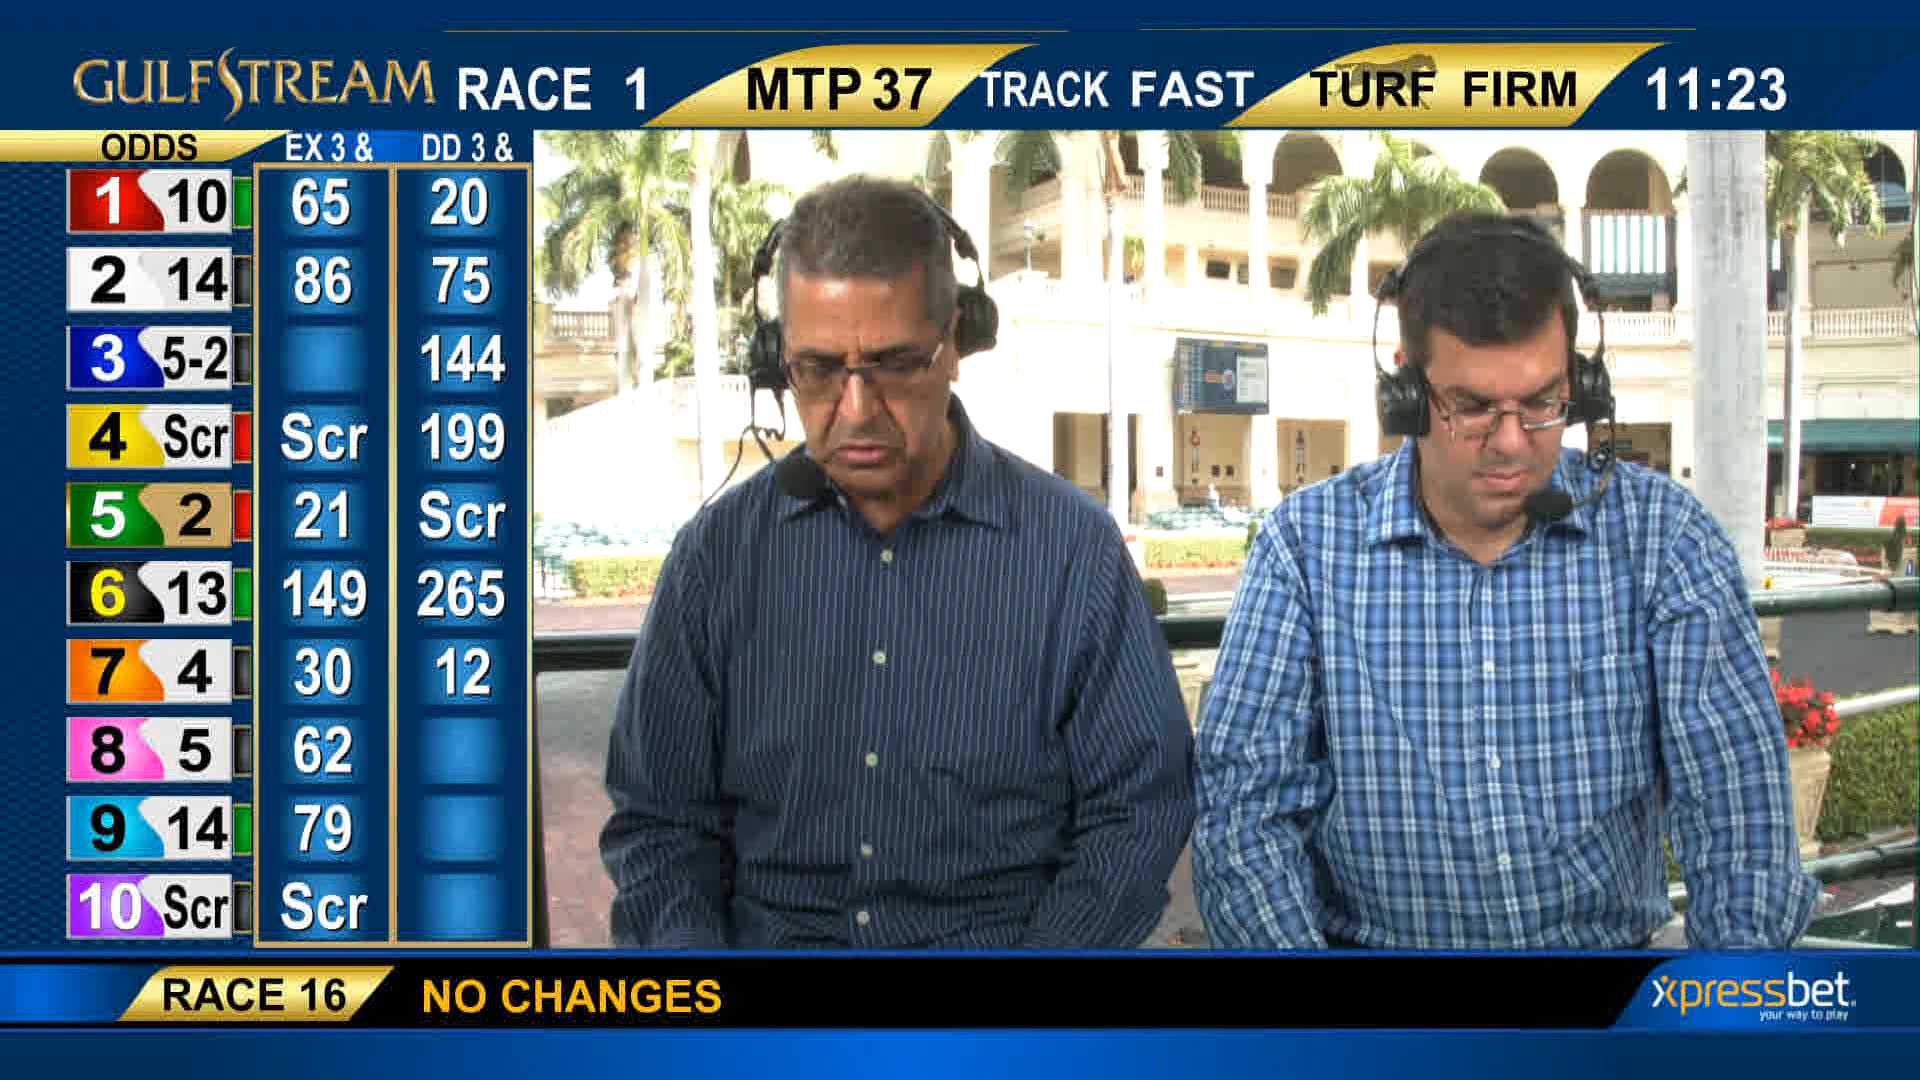 GULFSTREAM RACE 1 MTP 37 TRACK FAST TURF FIRM 11:23
ODDS EX 3 & DD 3 &
1 10 65 20
2 14 86 75
3 5-2 144
4 Scr Scr 199
5 2 21 Scr
6 13 149 265
7 4 30 12
8 5 62
9 14 79
10 Scr Scr
RACE 16 NO CHANGES
xpressbet.
your way to play